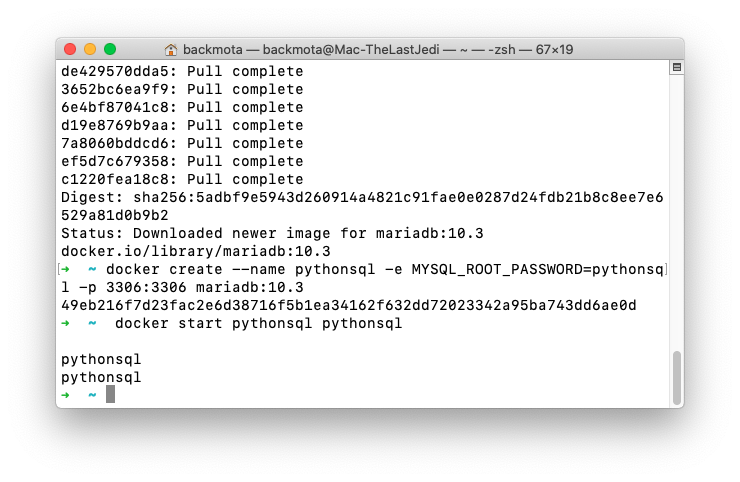 backmota — backmota@Mac-TheLastJedi — ~ — -zsh — 67×19
de429570dda5: Pull complete
3652bc6ea9f9: Pull complete
6e4bf87041c8: Pull complete
d19e8769b9aa: Pull complete
7a8060bddcd6: Pull complete
ef5d7c679358: Pull complete
c1220fea18c8: Pull complete
Digest: sha256:5adbf9e5943d260914a4821c91fae0e0287d24fdb21b8c8ee7e6
529a81d0b9b2
Status: Downloaded newer image for mariadb:10.3
docker.io/library/mariadb:10.3
➜  ~ docker create --name pythonsql -e MYSQL_ROOT_PASSWORD=pythonsq
l -p 3306:3306 mariadb:10.3
49eb216f7d23fac2e6d38716f5b1ea34162f632dd72023342a95ba743dd6ae0d
➜  ~  docker start pythonsql pythonsql
pythonsql
pythonsql
➜  ~